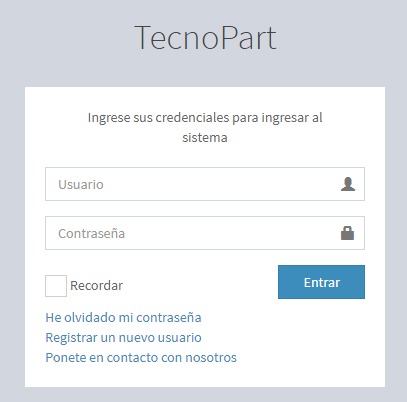 TecnoPart
Ingrese sus credenciales para ingresar al
sistema
Usuario
Contraseña
Recordar
Entrar
He olvidado mi contraseña
Registrar un nuevo usuario
Ponete en contacto con nosotros